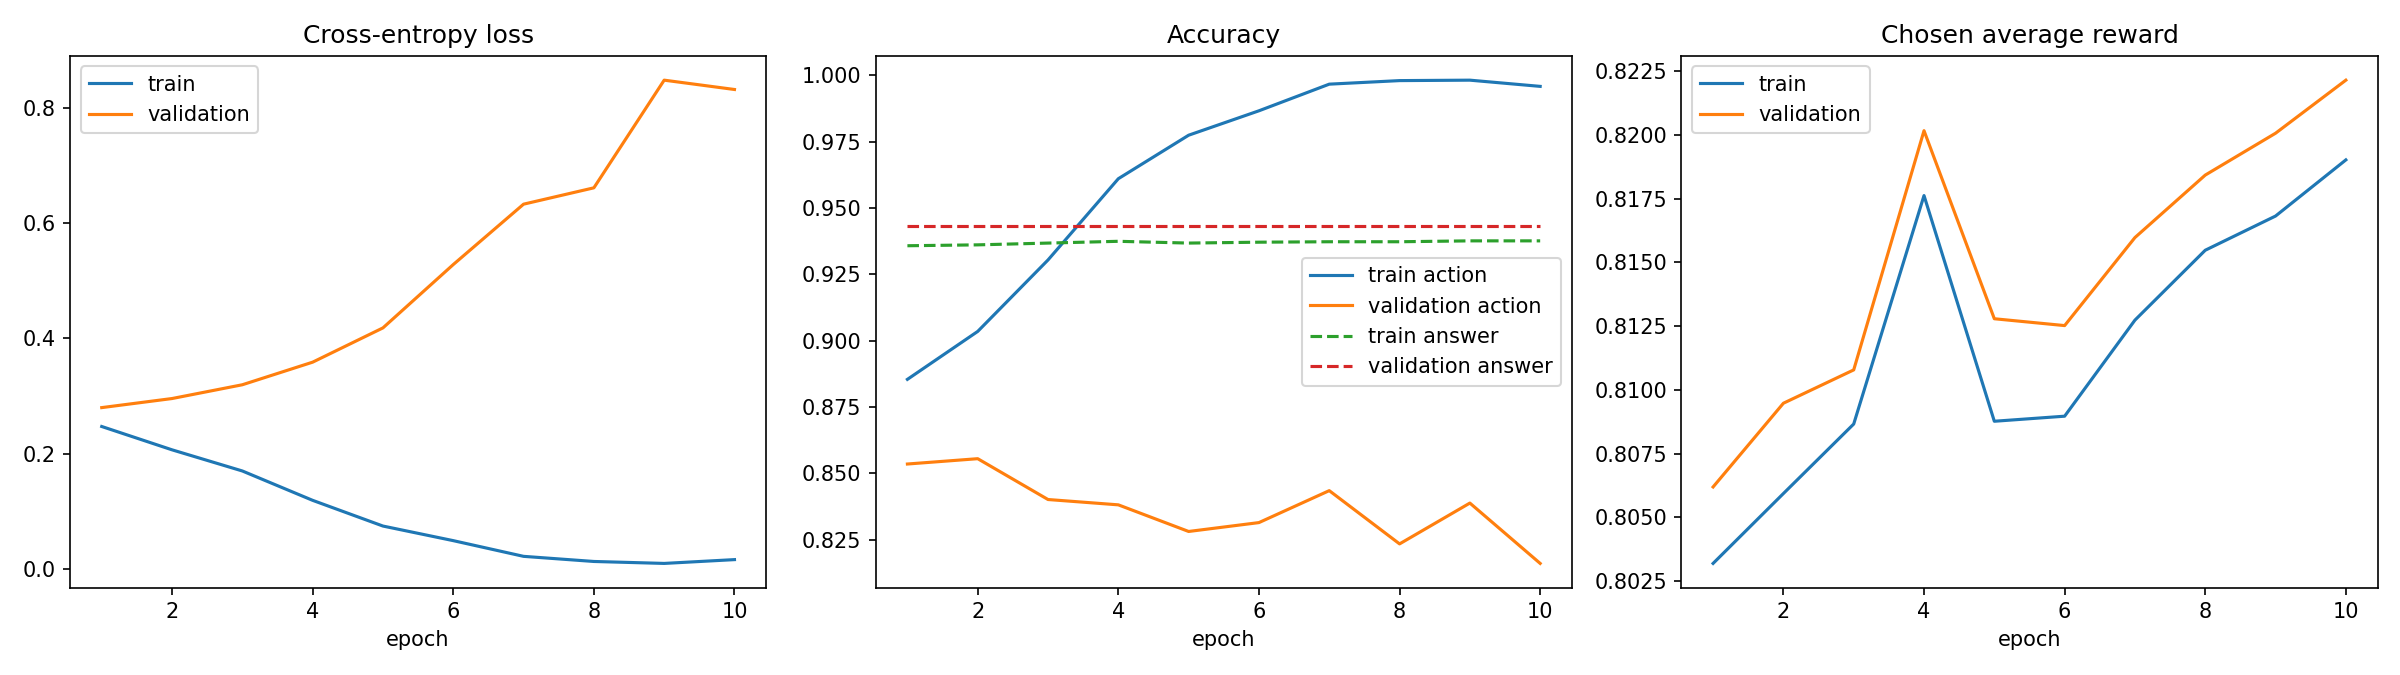 Cross-entropy loss
train
validation
0.8
0.6
0.4
0.2
0.0
2 4 6 8 10
epoch
Accuracy
1.000
0.975
0.950
0.925
0.900
0.875
0.850
0.825
train action
validation action
train answer
validation answer
2 4 6 8 10
epoch
Chosen average reward
train
validation
0.8225
0.8200
0.8175
0.8150
0.8125
0.8100
0.8075
0.8050
0.8025
2 4 6 8 10
epoch